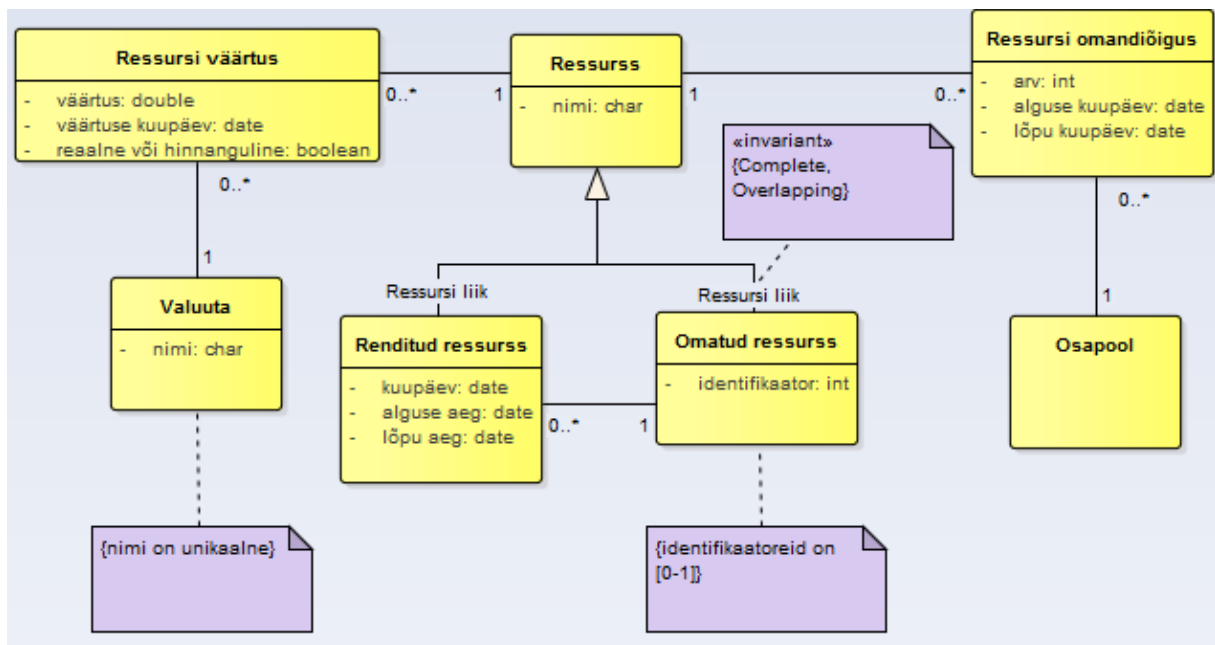 Ressursi väärtus
- väärtus: double
- väärtuse kuupäev: date
- reaalne või hinnanguline: boolean
0..*
1
Ressurss
- nimi: char
1
0..*
Ressursi omandiõigus
- arv: int
- alguse kuupäev: date
- lõpu kuupäev: date
0..*
1
«invariant»
{Complete,
Overlapping}
0..*
1
Valuuta
- nimi: char
Ressursi liik
Ressursi liik
Renditud ressurss
- kuupäev: date
- alguse aeg: date
- lõpu aeg: date
0..*
1
Omatud ressurss
- identifikaator: int
Osapool
{nimi on unikaalne}
{identifikaatoreid on
[0-1]}